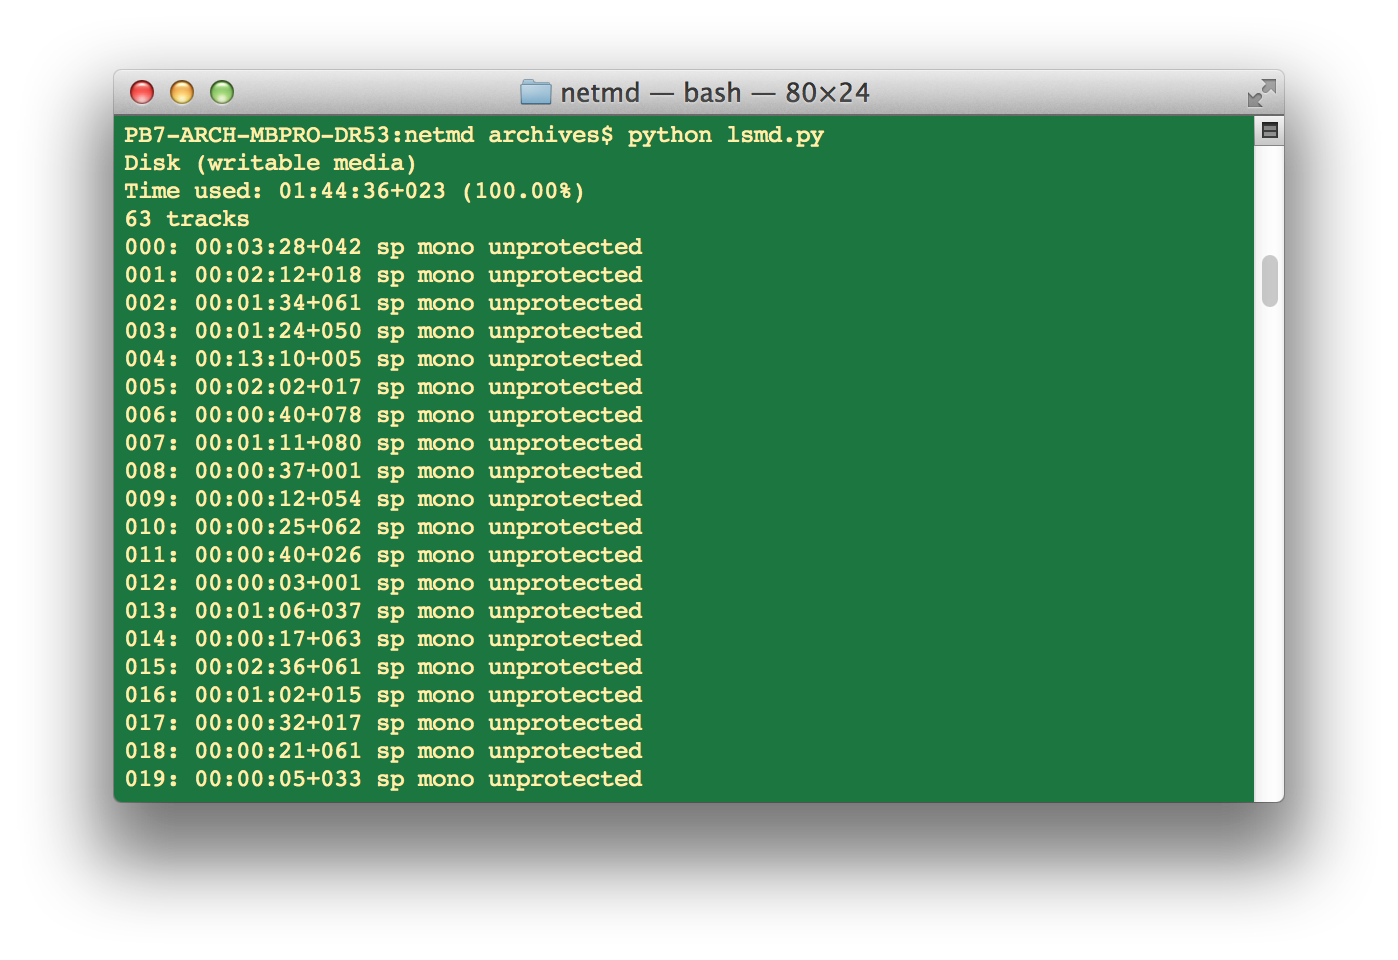 netmd — bash — 80×24
PB7-ARCH-MBPRO-DR53:netmd archives$ python lsmd.py
Disk (writable media)
Time used: 01:44:36+023 (100.00%)
63 tracks
000: 00:03:28+042 sp mono unprotected
001: 00:02:12+018 sp mono unprotected
002: 00:01:34+061 sp mono unprotected
003: 00:01:24+050 sp mono unprotected
004: 00:13:10+005 sp mono unprotected
005: 00:02:02+017 sp mono unprotected
006: 00:00:40+078 sp mono unprotected
007: 00:01:11+080 sp mono unprotected
008: 00:00:37+001 sp mono unprotected
009: 00:00:12+054 sp mono unprotected
010: 00:00:25+062 sp mono unprotected
011: 00:00:40+026 sp mono unprotected
012: 00:00:03+001 sp mono unprotected
013: 00:01:06+037 sp mono unprotected
014: 00:00:17+063 sp mono unprotected
015: 00:02:36+061 sp mono unprotected
016: 00:01:02+015 sp mono unprotected
017: 00:00:32+017 sp mono unprotected
018: 00:00:21+061 sp mono unprotected
019: 00:00:05+033 sp mono unprotected